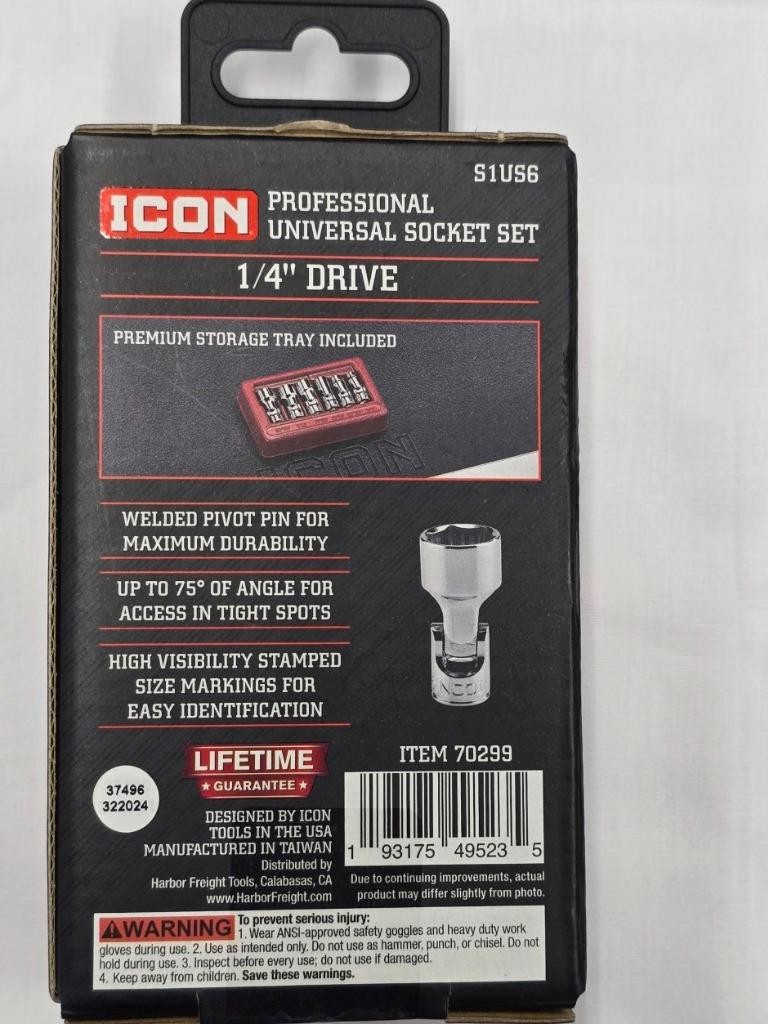 S1US6
ICON
PROFESSIONAL
UNIVERSAL SOCKET SET
1/4" DRIVE
PREMIUM STORAGE TRAY INCLUDED
ICON
WELDED PIVOT PIN FOR
MAXIMUM DURABILITY
UP TO 75° OF ANGLE FOR
ACCESS IN TIGHT SPOTS
HIGH VISIBILITY STAMPED
SIZE MARKINGS FOR
EASY IDENTIFICATION
LIFETIME
★ GUARANTEE ★
37496
322024
DESIGNED BY ICON
TOOLS IN THE USA
MANUFACTURED IN TAIWAN
Distributed by
Harbor Freight Tools, Calabasas, CA
www.HarborFreight.com
ITEM 70299
1 93175 49523 5
Due to continuing improvements, actual
product may differ slightly from photo.
⚠WARNING To prevent serious injury:
1. Wear ANSI-approved safety goggles and heavy duty work
gloves during use. 2. Use as intended only. Do not use as hammer, punch, or chisel. Do not
hold during use. 3. Inspect before every use; do not use if damaged.
4. Keep away from children. Save these warnings.